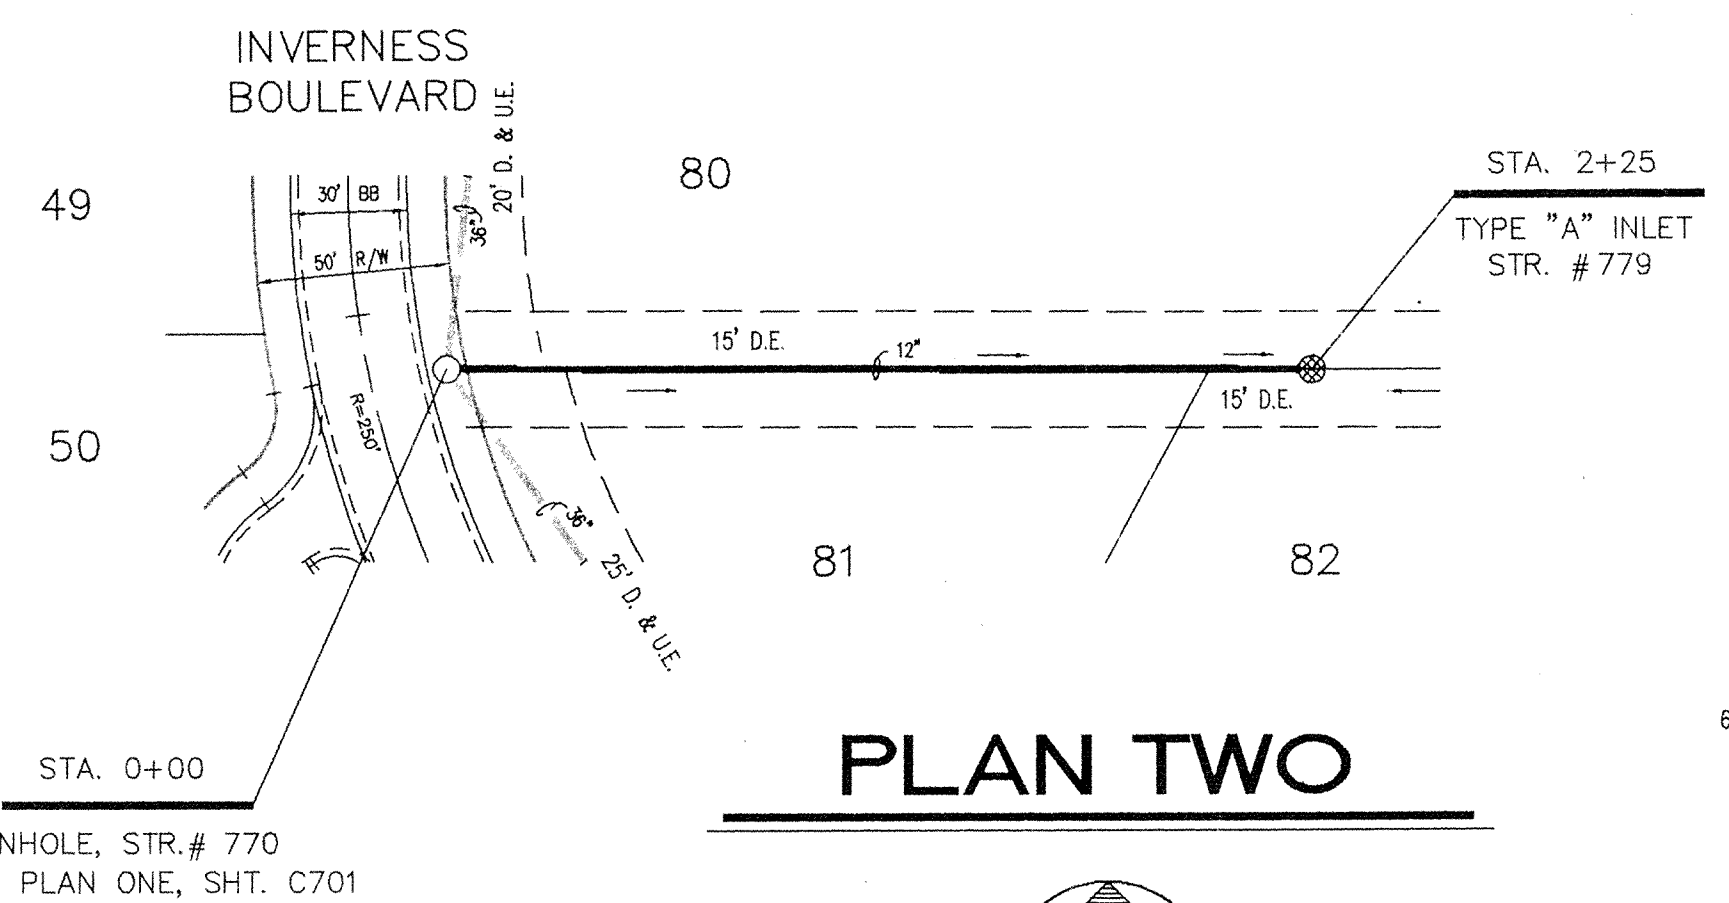 INVERNESS
BOULEVARD
20' D. & U.E.
80
STA. 2+25
TYPE "A" INLET
STR. #779
49
30' BB
36"
50' R/W
15' D.E.
12"
15' D.E.
R=250'
50
36"
25' D. & U.E.
81
82
STA. 0+00
NHOLE, STR.# 770
PLAN ONE, SHT. C701
PLAN TWO
6